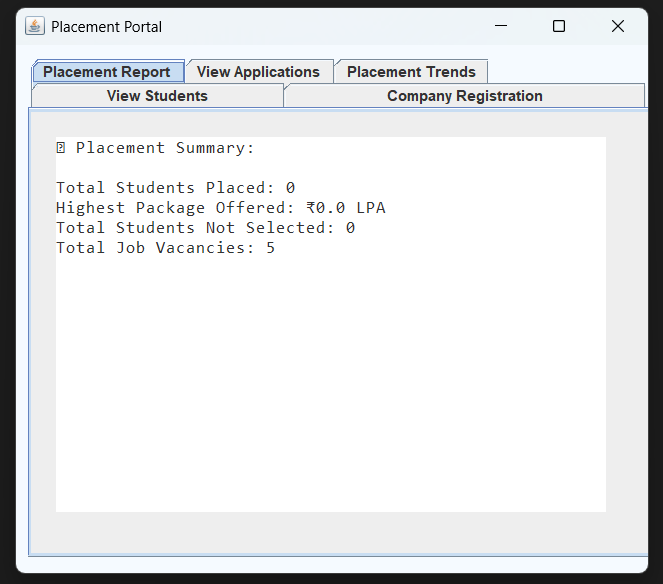 Placement Portal
Placement Report
View Applications
Placement Trends
View Students
Company Registration
Placement Summary:
Total Students Placed: 0
Highest Package Offered: ₹0.0 LPA
Total Students Not Selected: 0
Total Job Vacancies: 5